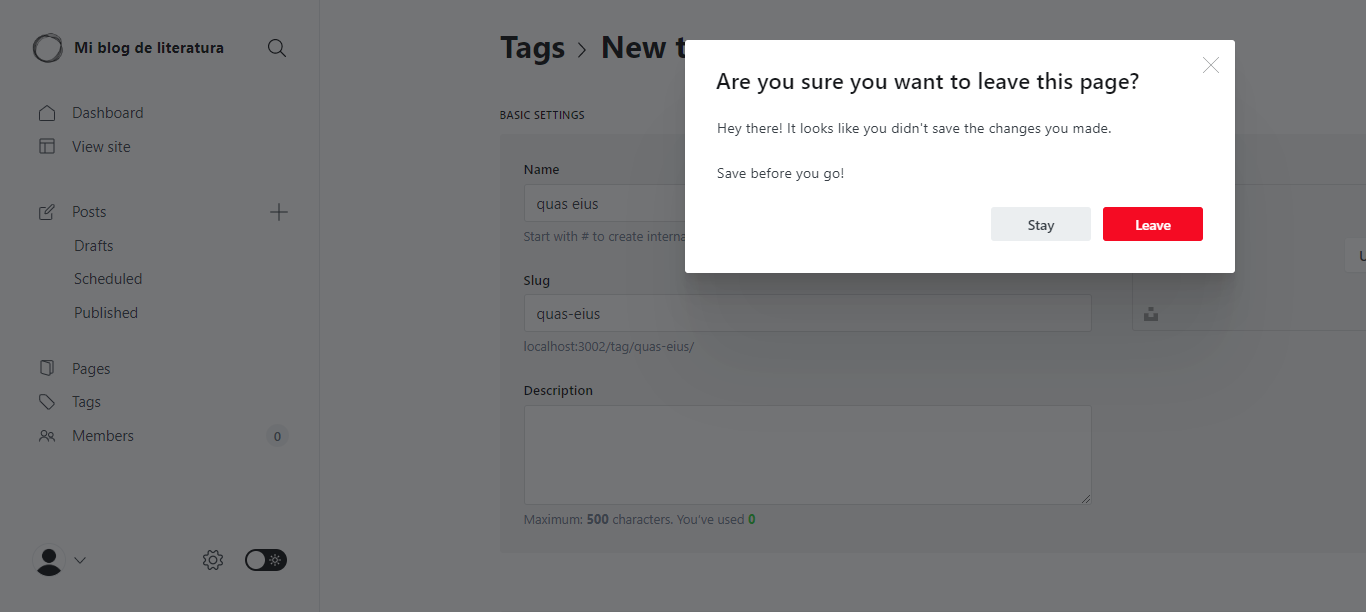 Mi blog de literatura
Dashboard
View site
Posts
Drafts
Scheduled
Published
Pages
Tags
Members
0
Tags > New t
BASIC SETTINGS
Name
quas eius
Start with # to create interna
Slug
quas-eius
localhost:3002/tag/quas-eius/
Description
Maximum: 500 characters. You've used 0
Are you sure you want to leave this page?
Hey there! It looks like you didn't save the changes you made.
Save before you go!
Stay
Leave
U